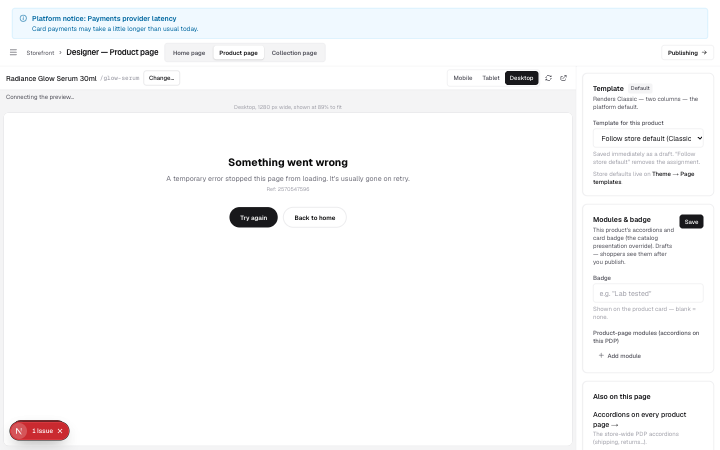 Platform notice: Payments provider latency
Card payments may take a little longer than usual today.
Storefront > Designer — Product page
Home page
Product page
Collection page
Publishing →
Radiance Glow Serum 30ml /glow-serum
Change…
Mobile
Tablet
Desktop
Connecting the preview…
Desktop, 1280 px wide, shown at 88% to fit
Something went wrong
A temporary error stopped this page from loading. It's usually gone on retry.
Try again
Back to home
N
1 Issue
Template
Default
Renders Classic — two columns — the
platform default.
Template for this product
Follow store default (Classic
Saved immediately as a draft. "Follow
store default" removes the assignment.
Store defaults live on Theme → Page
templates
Modules & badge
Save
This product's accordions and
card badge (the catalog
presentation override). Drafts
— shoppers see them after
you publish.
Badge
e.g. "Lab tested"
Shown on the product card — blank =
none.
Product-page modules (accordions on
this PDP)
+ Add module
Also on this page
Accordions on every product
page →
The store-wide PDP accordions
(shipping, returns…).